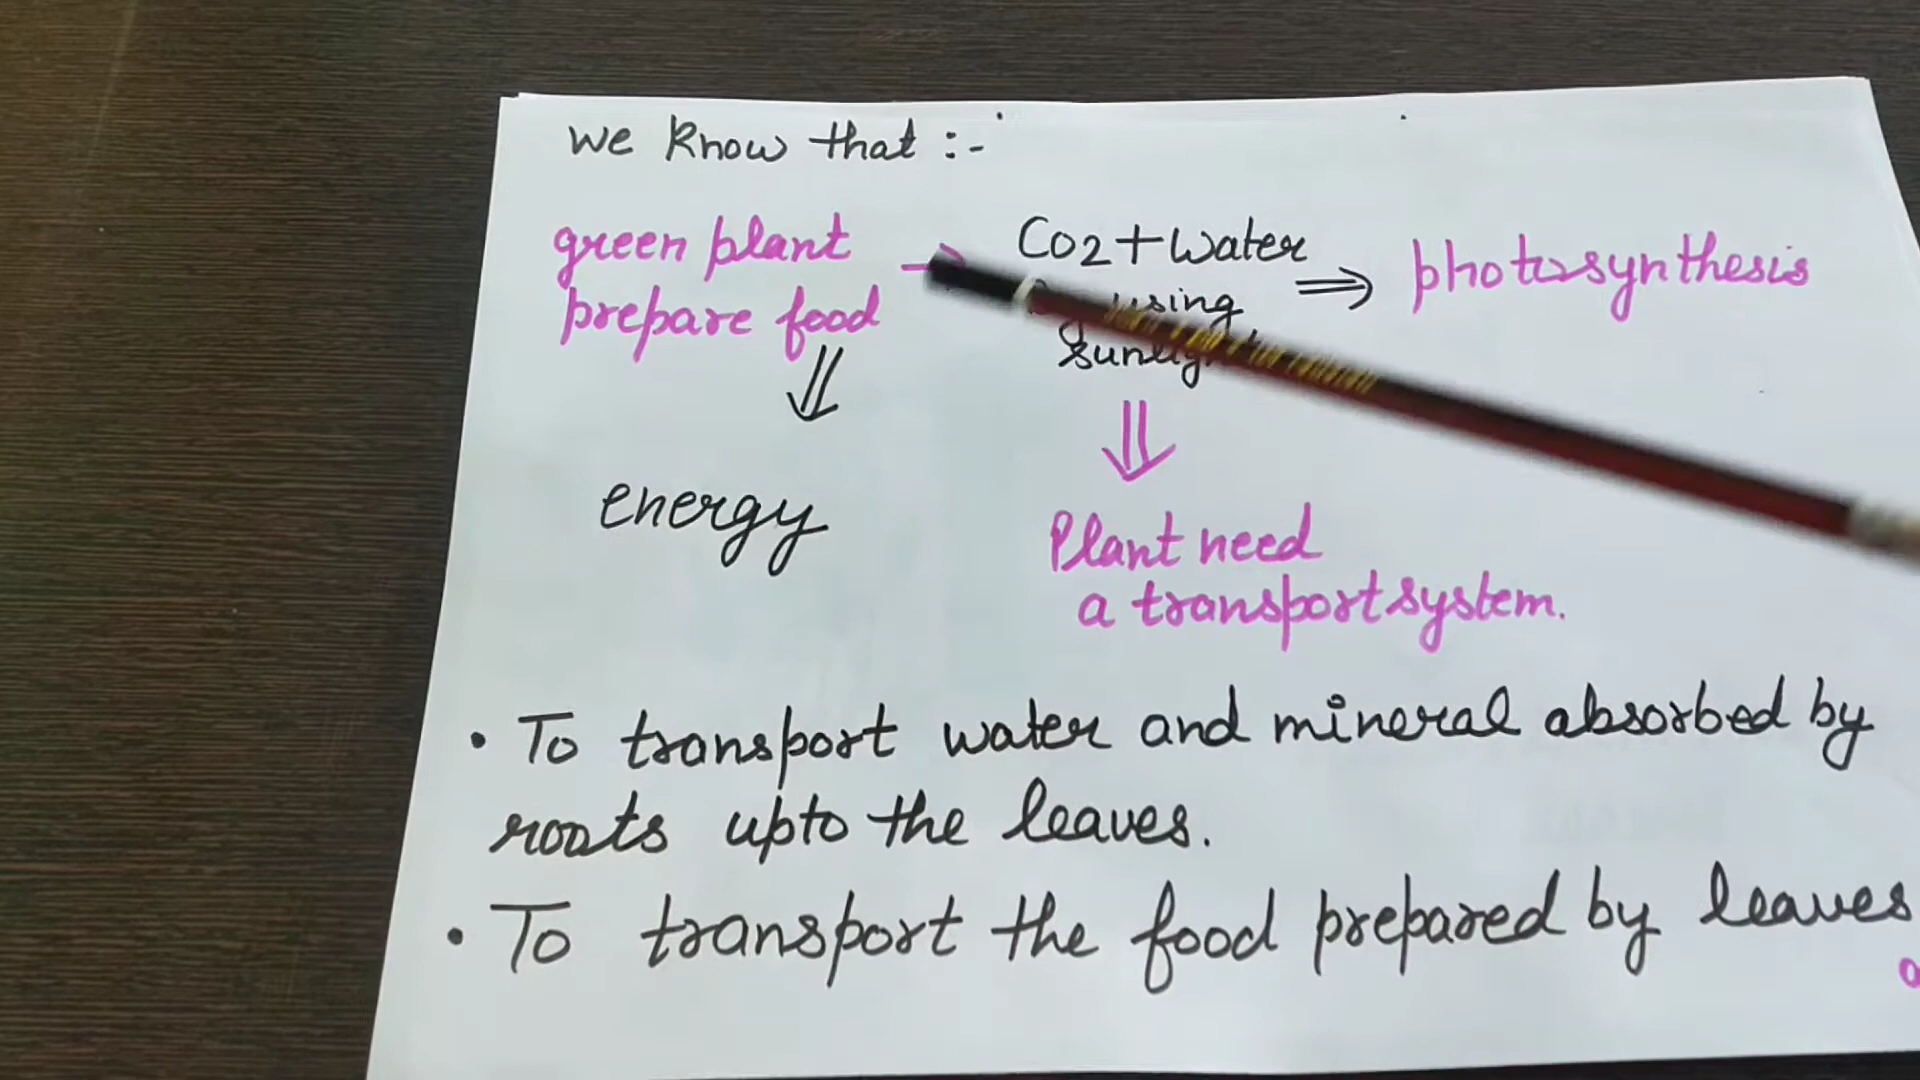 we know that :-
green plant
prepare food
Co2+Water
using
⇒ photosynthesis
energy
Plant need
a transport system.
• To transport water and mineral absorbed by
roots upto the leaves.
• To transport the food prepared by leaves